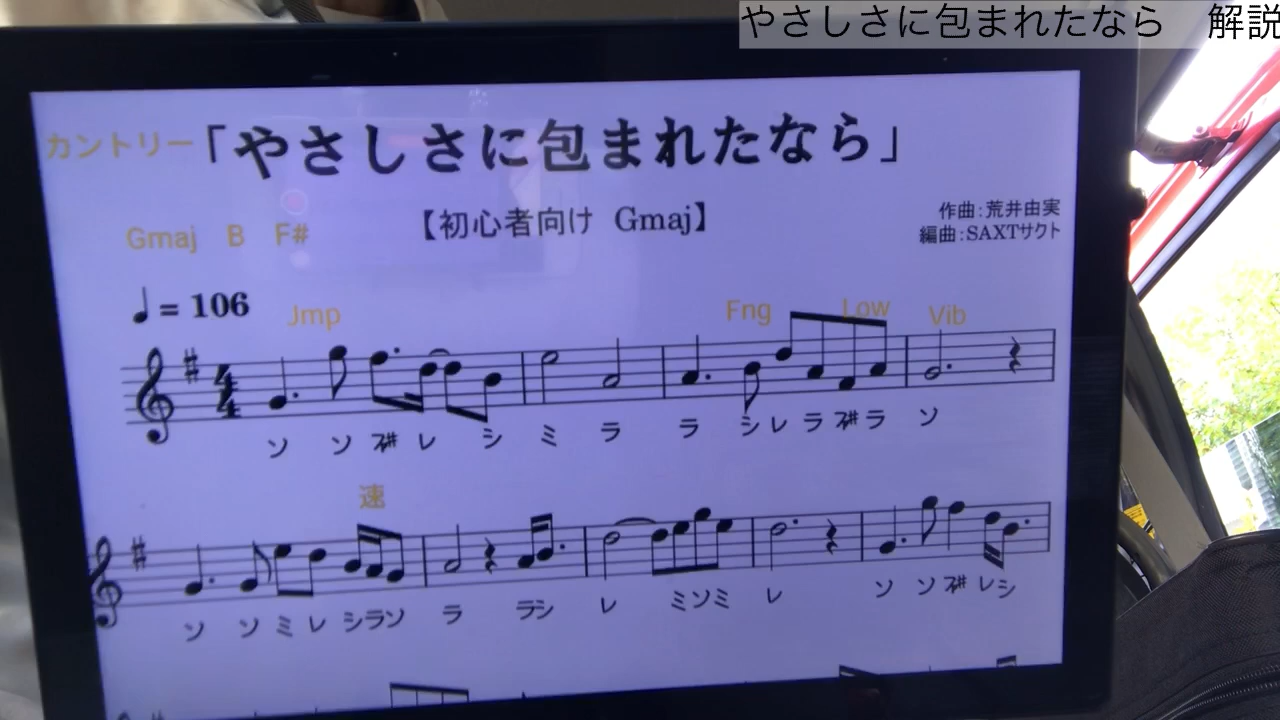 やさしさに包まれたなら　解説
カントリー「やさしさに包まれたなら」
Gmaj B F# 【初心者向け Gmaj】
作曲:荒井由実
編曲:SAXTサクト
♩= 106
Jmp Fng Low Vib
4/4
ソ ソ ﾌｧ# レ シ ミ ラ ラ シ レ ラ ﾌｧ# ラ ソ
速
ソ ソ ミ レ シラソ ラ ラシ レ ミソミ レ ソ ソ ﾌｧ# レシ